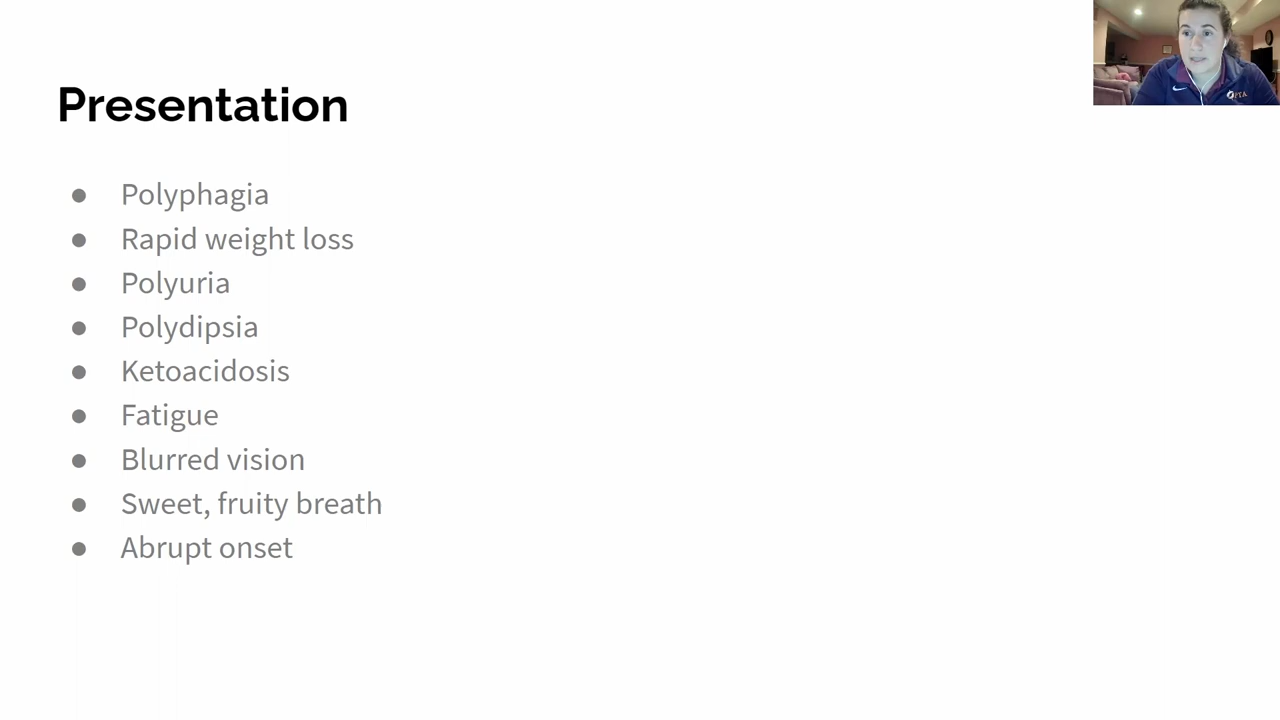 Presentation
● Polyphagia
● Rapid weight loss
● Polyuria
● Polydipsia
● Ketoacidosis
● Fatigue
● Blurred vision
● Sweet, fruity breath
● Abrupt onset